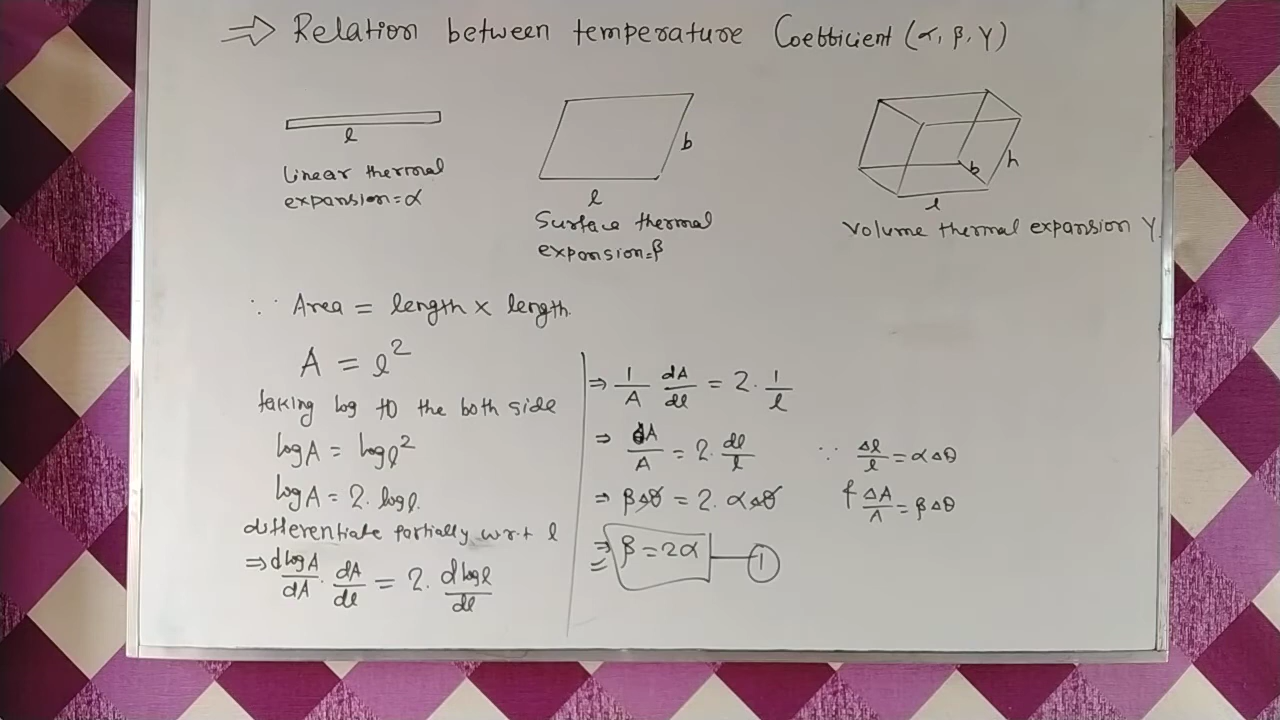 ⇒ Relation between temperature Coefficient (α, β, γ)
l
Linear thermal
expansion=α
b
l
Surface thermal
expansion=β
h
b
l
Volume thermal expansion γ
∵ Area = length × length.
A = l²
taking log to the both side
log A = log l²
log A = 2. log l.
differentiate partially w.r.t l
⇒ dlogA/dA · dA/dl = 2. dlogl/dl
⇒ 1/A dA/dl = 2. 1/l
⇒ dA/A = 2. dl/l
⇒ βΔθ = 2. αΔθ
⇒ β = 2α ①
∵ Δl/l = αΔθ
& ΔA/A = βΔθ